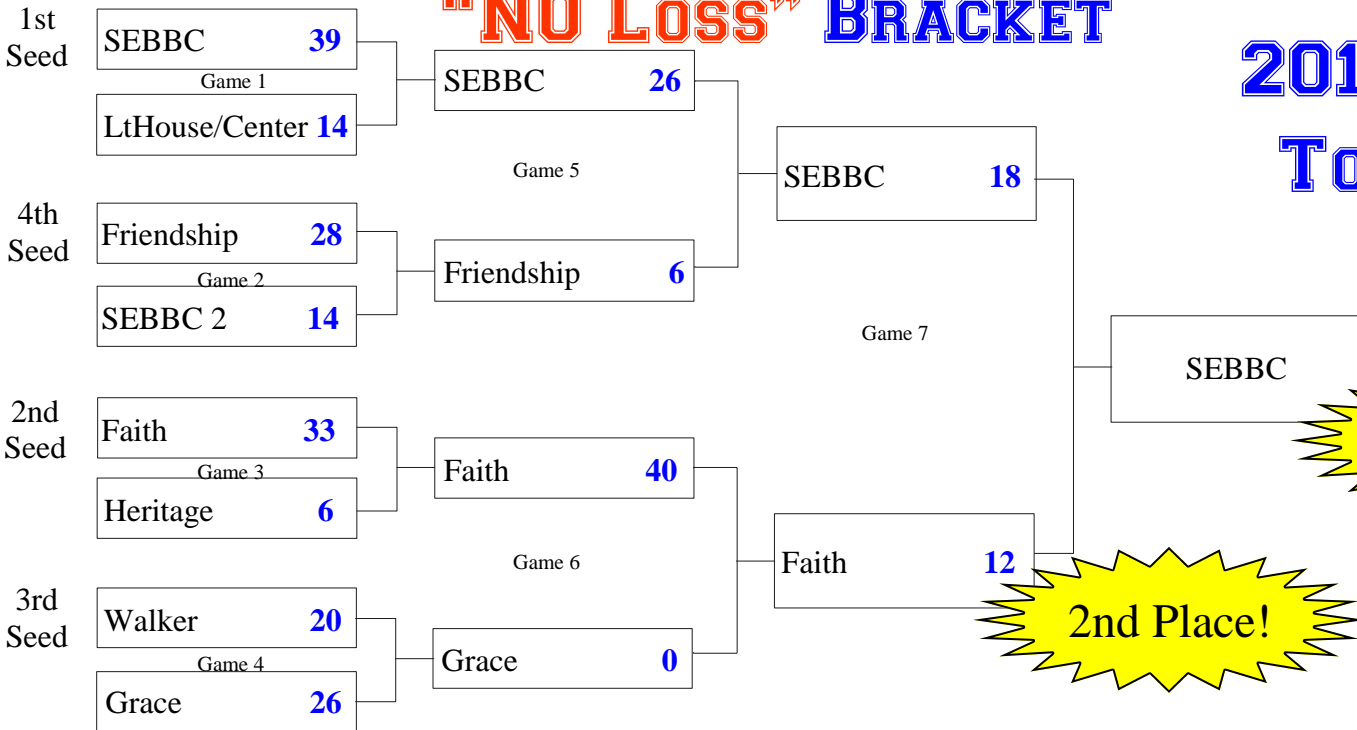 "No Loss" Bracket
201
To
1st
Seed
SEBBC 39
Game 1
LtHouse/Center 14
4th
Seed
Friendship 28
Game 2
SEBBC 2 14
2nd
Seed
Faith 33
Game 3
Heritage 6
3rd
Seed
Walker 20
Game 4
Grace 26
SEBBC 26
Game 5
Friendship 6
Faith 40
Game 6
Grace 0
SEBBC 18
Game 7
Faith 12
2nd Place!
SEBBC